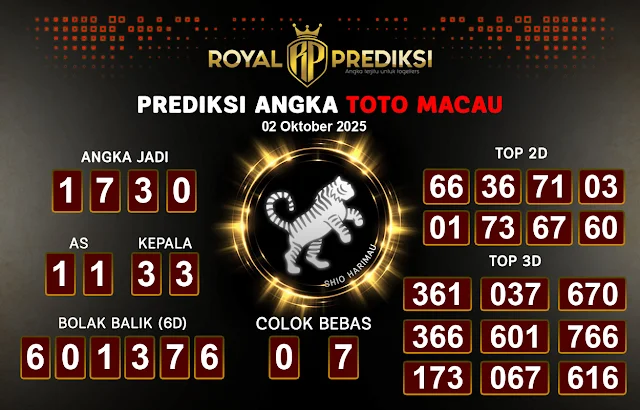 ROYAL RP PREDIKSI
Angka terjitu untuk togelers
PREDIKSI ANGKA TOTO MACAU
02 Oktober 2025
ANGKA JADI
1 7 3 0
AS KEPALA
1 1 3 3
BOLAK BALIK (6D)
6 0 1 3 7 6
SHIO HARIMAU
COLOK BEBAS
0 7
TOP 2D
66 36 71 03
01 73 67 60
TOP 3D
361 037 670
366 601 766
173 067 616